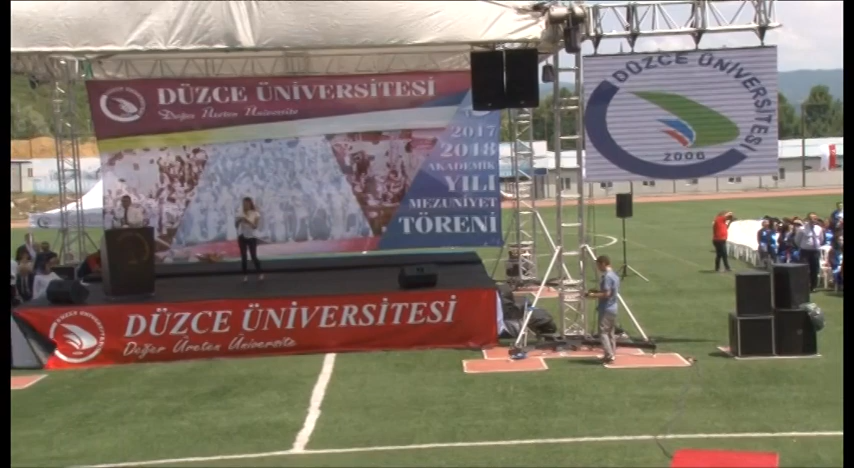 DÜZCE ÜNİVERSİTESİ
Değer Üreten Üniversite
2017
2018
AKADEMİK
YILI
MEZUNİYET
TÖRENİ
DÜZCE ÜNİVERSİTESİ
2006
DÜZCE ÜNİVERSİTESİ
Değer Üreten Üniversite